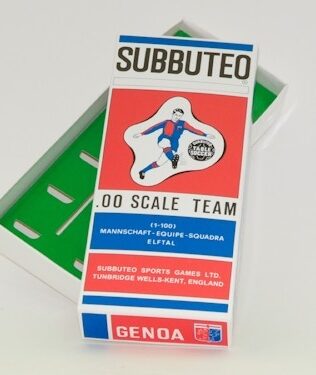 SUBBUTEO
TABLE
SOCCER
.00 SCALE TEAM
(1-100)
MANNSCHAFT-EQUIPE-SQUADRA
ELFTAL
SUBBUTEO SPORTS GAMES LTD.
TUNBRIDGE WELLS-KENT, ENGLAND
GENOA